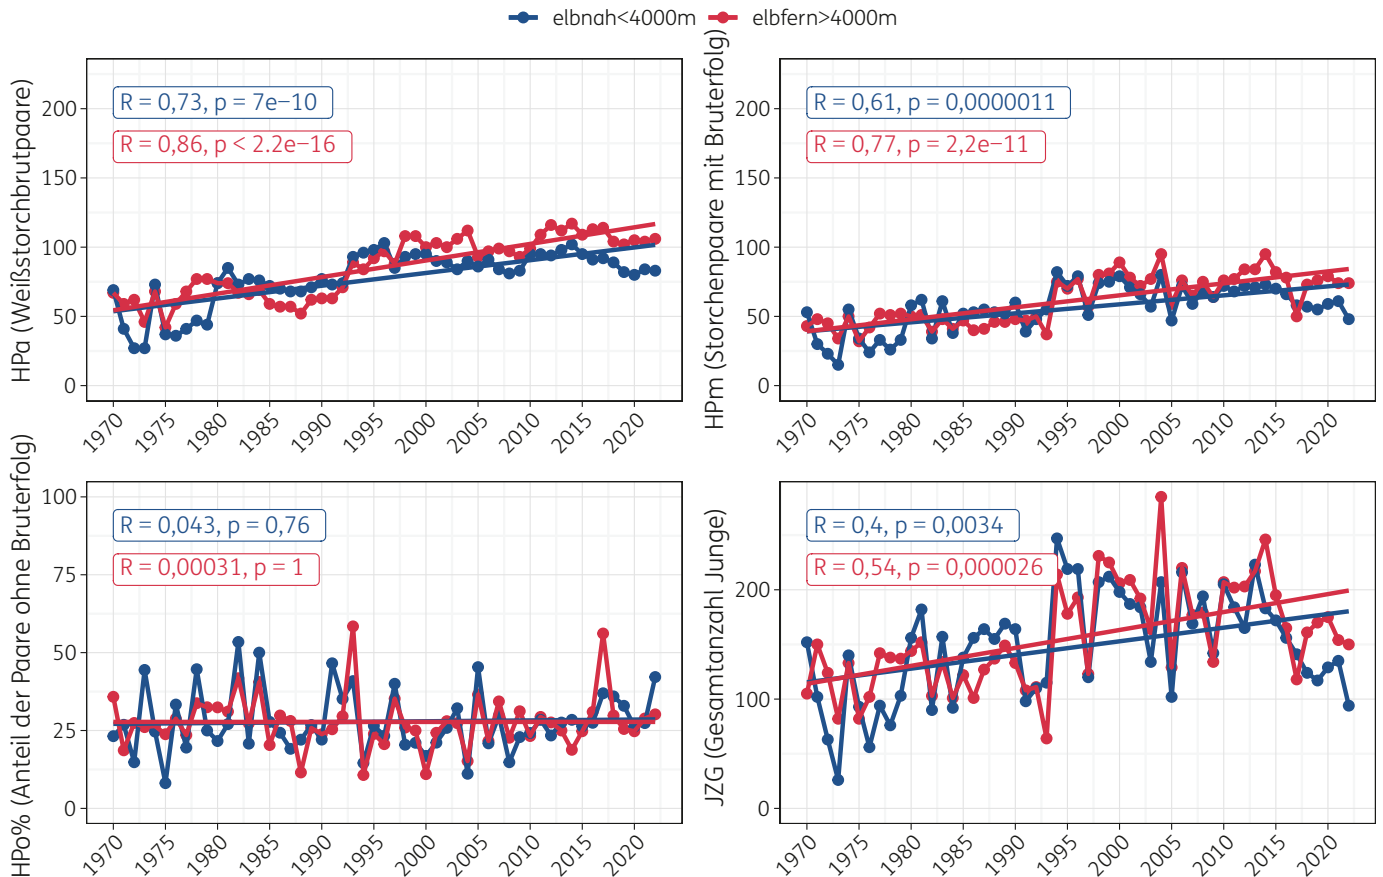 elbnah<4000m elbfern>4000m
HPa (Weißstorchbrutpaare)
R = 0,73, p = 7e−10
R = 0,86, p < 2.2e−16
200
150
100
50
0
1970 1975 1980 1985 1990 1995 2000 2005 2010 2015 2020
HPm (Storchenpaare mit Bruterfolg)
R = 0,61, p = 0,0000011
R = 0,77, p = 2,2e−11
200
150
100
50
0
1970 1975 1980 1985 1990 1995 2000 2005 2010 2015 2020
HPo% (Anteil der Paare ohne Bruterfolg)
R = 0,043, p = 0,76
R = 0,00031, p = 1
100
75
50
25
0
1970 1975 1980 1985 1990 1995 2000 2005 2010 2015 2020
JZG (Gesamtanzahl Junge)
R = 0,4, p = 0,0034
R = 0,54, p = 0,000026
200
100
0
1970 1975 1980 1985 1990 1995 2000 2005 2010 2015 2020